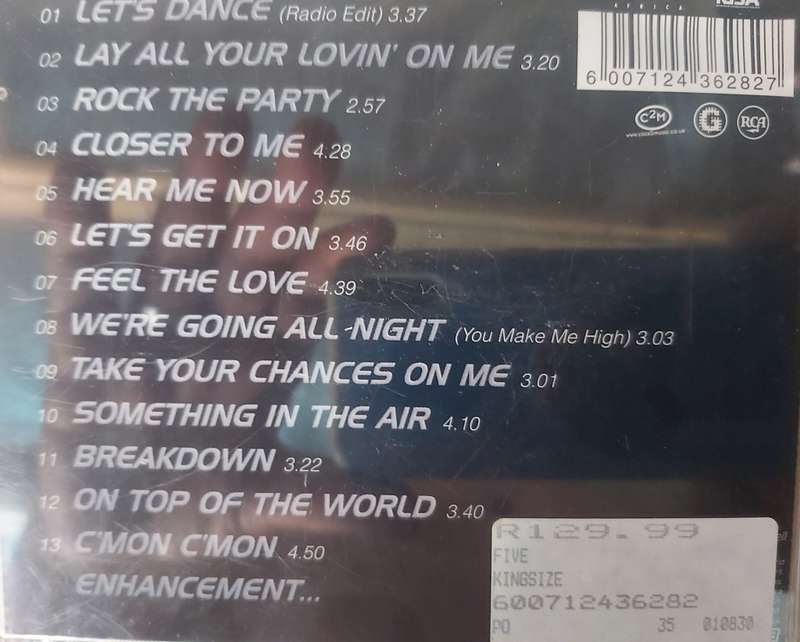 01 LET'S DANCE (Radio Edit) 3.37
02 LAY ALL YOUR LOVIN' ON ME 3.20
03 ROCK THE PARTY 2.57
04 CLOSER TO ME 4.28
05 HEAR ME NOW 3.55
06 LET'S GET IT ON 3.46
07 FEEL THE LOVE 4.39
08 WE'RE GOING ALL NIGHT (You Make Me High) 3.03
09 TAKE YOUR CHANCES ON ME 3.01
10 SOMETHING IN THE AIR 4.10
11 BREAKDOWN 3.22
12 ON TOP OF THE WORLD 3.40
13 C'MON C'MON 4.50
ENHANCEMENT...
AFRICA
6 007124 362827
C2M
G
RCA
R129.99
FIVE
KINGSIZE
600712436282
PO 35 010830